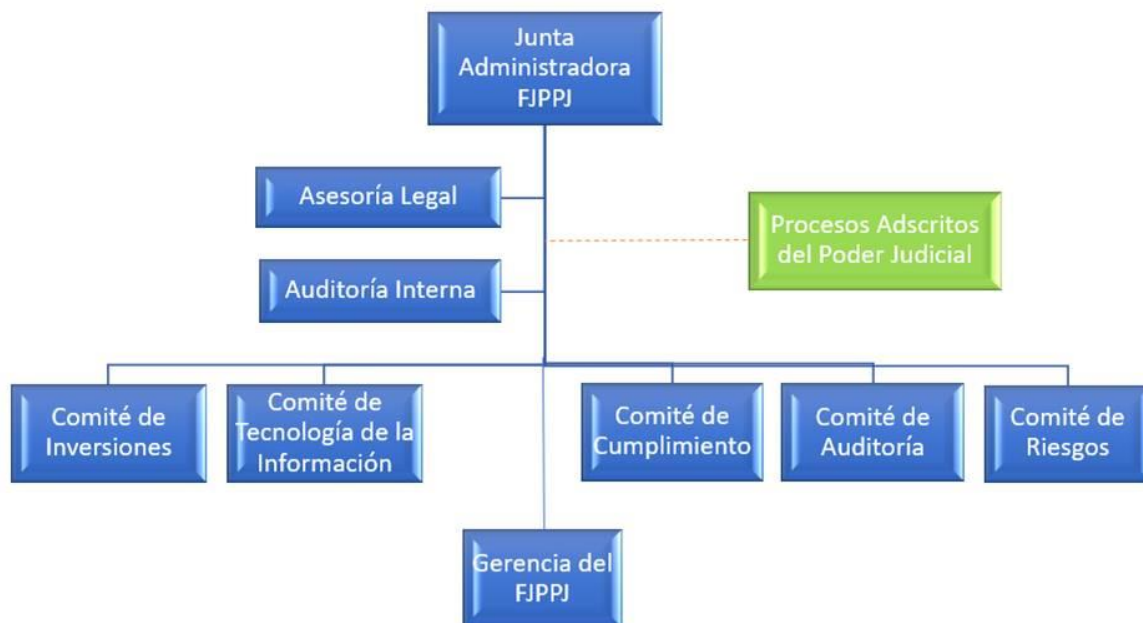 Junta
Administradora
FJPPJ
Asesoría Legal
Procesos Adscritos
del Poder Judicial
Auditoría Interna
Comité de
Inversiones
Comité de
Tecnología de la
Información
Comité de
Cumplimiento
Comité de
Auditoría
Comité de
Riesgos
Gerencia del
FJPPJ